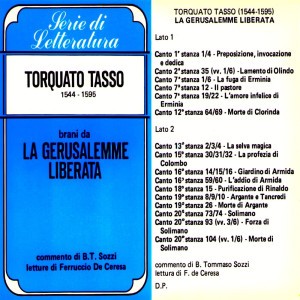 Serie di
Letteratura
TORQUATO TASSO
1544 - 1595
brani da
LA GERUSALEMME
LIBERATA
commento di B.T. Sozzi
letture di Ferruccio De Ceresa
TORQUATO TASSO (1544-1595)
LA GERUSALEMME LIBERATA
Lato 1
Canto 1° stanza 1/4 - Preposizione, invocazione
e dedica
Canto 2° stanza 35 (vv. 1/6) - Lamento di Olindo
Canto 7° stanza 1/6 - La fuga di Erminia
Canto 7° stanza 12 - Il pastore
Canto 7° stanza 19/22 - L'amore infelice di
Erminia
Canto 12° stanza 64/69 - Morte di Clorinda
Lato 2
Canto 13° stanza 2/3/4 - La selva magica
Canto 15° stanza 30/31/32 - La profezia di
Colombo
Canto 16° stanza 14/15/16 - Giardino di Armida
Canto 16° stanza 59/60 - L'addio di Armida
Canto 18° stanza 15 - Purificazione di Rinaldo
Canto 19° stanza 8/9/10 - Argante e Tancredi
Canto 19° stanza 26 - Morte di Argante
Canto 20° stanza 73/74 - Solimano
Canto 20° stanza 93 (vv. 3/6) - Forza di
Solimano
Canto 20° stanza 104 (vv. 1/6) - Morte di
Solimano
commento di B. Tommaso Sozzi
letture di F. de Ceresa
D.P.